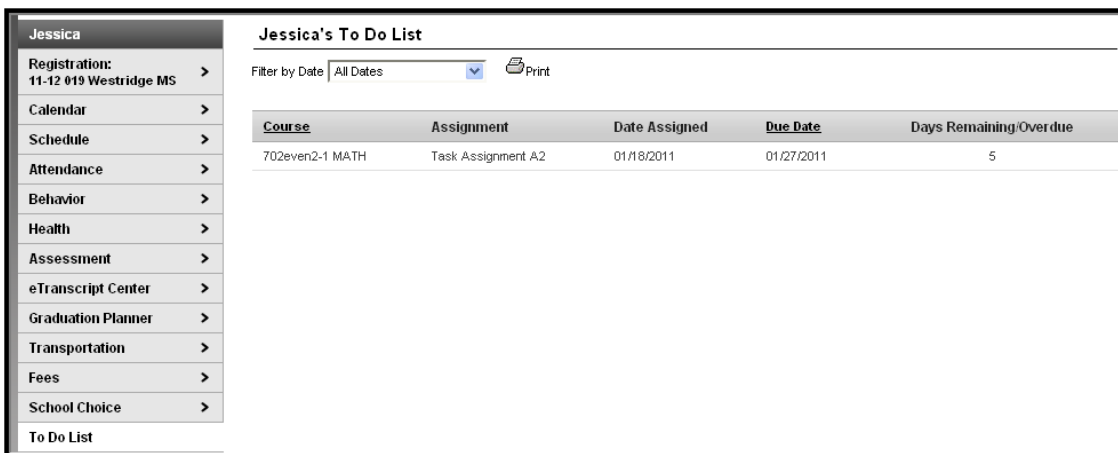 Jessica
Registration:
11-12 019 Westridge MS
Calendar
Schedule
Attendance
Behavior
Health
Assessment
eTranscript Center
Graduation Planner
Transportation
Fees
School Choice
To Do List
Jessica's To Do List
Filter by Date All Dates Print
Course Assignment Date Assigned Due Date Days Remaining/Overdue
702even2-1 MATH Task Assignment A2 01/18/2011 01/27/2011 5